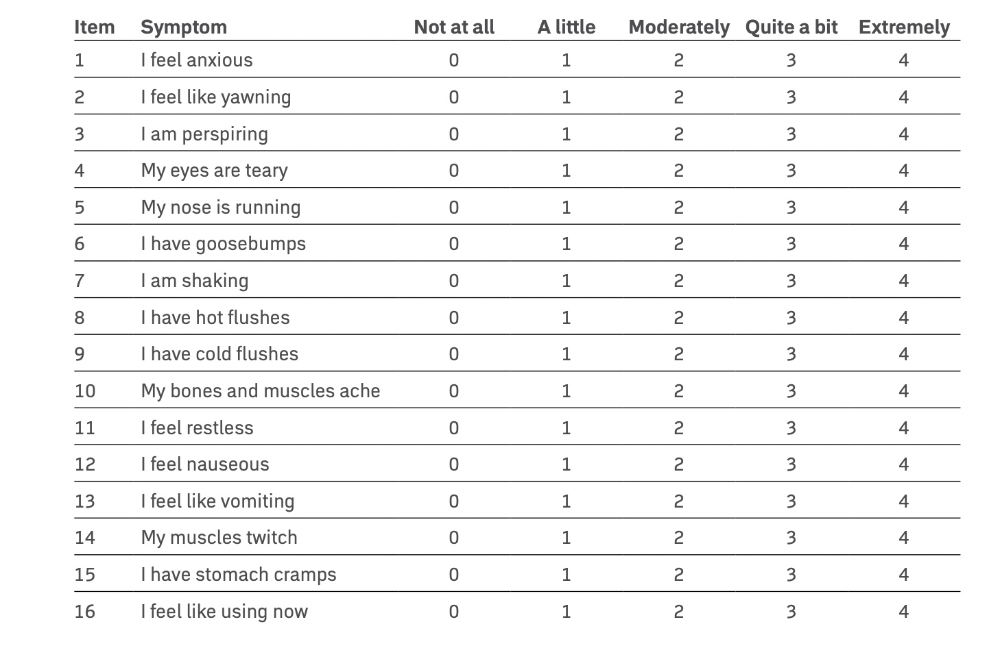 Item Symptom Not at all A little Moderately Quite a bit Extremely
1 I feel anxious 0 1 2 3 4
2 I feel like yawning 0 1 2 3 4
3 I am perspiring 0 1 2 3 4
4 My eyes are teary 0 1 2 3 4
5 My nose is running 0 1 2 3 4
6 I have goosebumps 0 1 2 3 4
7 I am shaking 0 1 2 3 4
8 I have hot flushes 0 1 2 3 4
9 I have cold flushes 0 1 2 3 4
10 My bones and muscles ache 0 1 2 3 4
11 I feel restless 0 1 2 3 4
12 I feel nauseous 0 1 2 3 4
13 I feel like vomiting 0 1 2 3 4
14 My muscles twitch 0 1 2 3 4
15 I have stomach cramps 0 1 2 3 4
16 I feel like using now 0 1 2 3 4